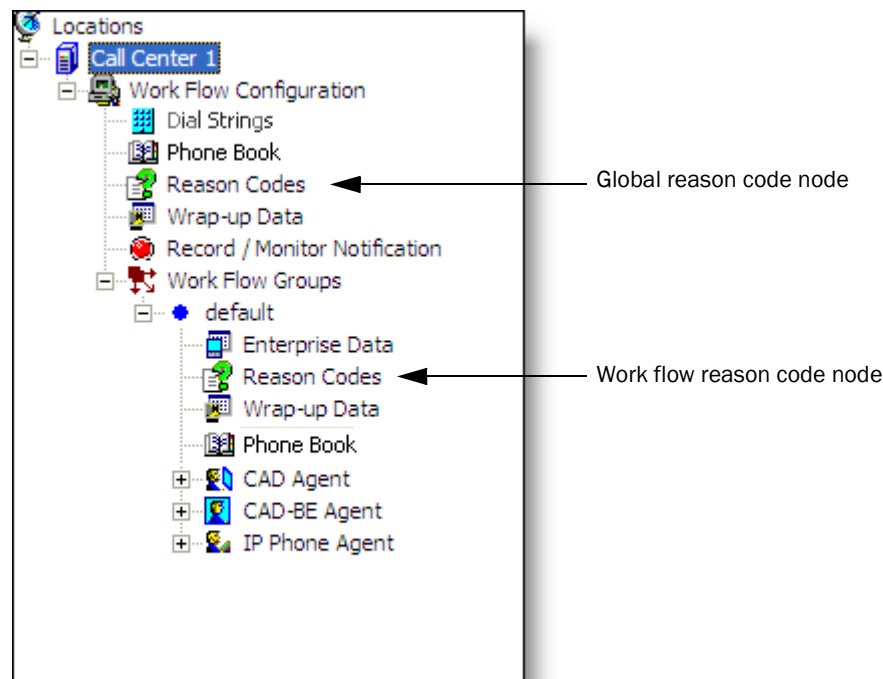 Locations
Call Center 1
Work Flow Configuration
Dial Strings
Phone Book
Reason Codes
Global reason code node
Wrap-up Data
Record / Monitor Notification
Work Flow Groups
default
Enterprise Data
Reason Codes
Work flow reason code node
Wrap-up Data
Phone Book
CAD Agent
CAD-BE Agent
IP Phone Agent